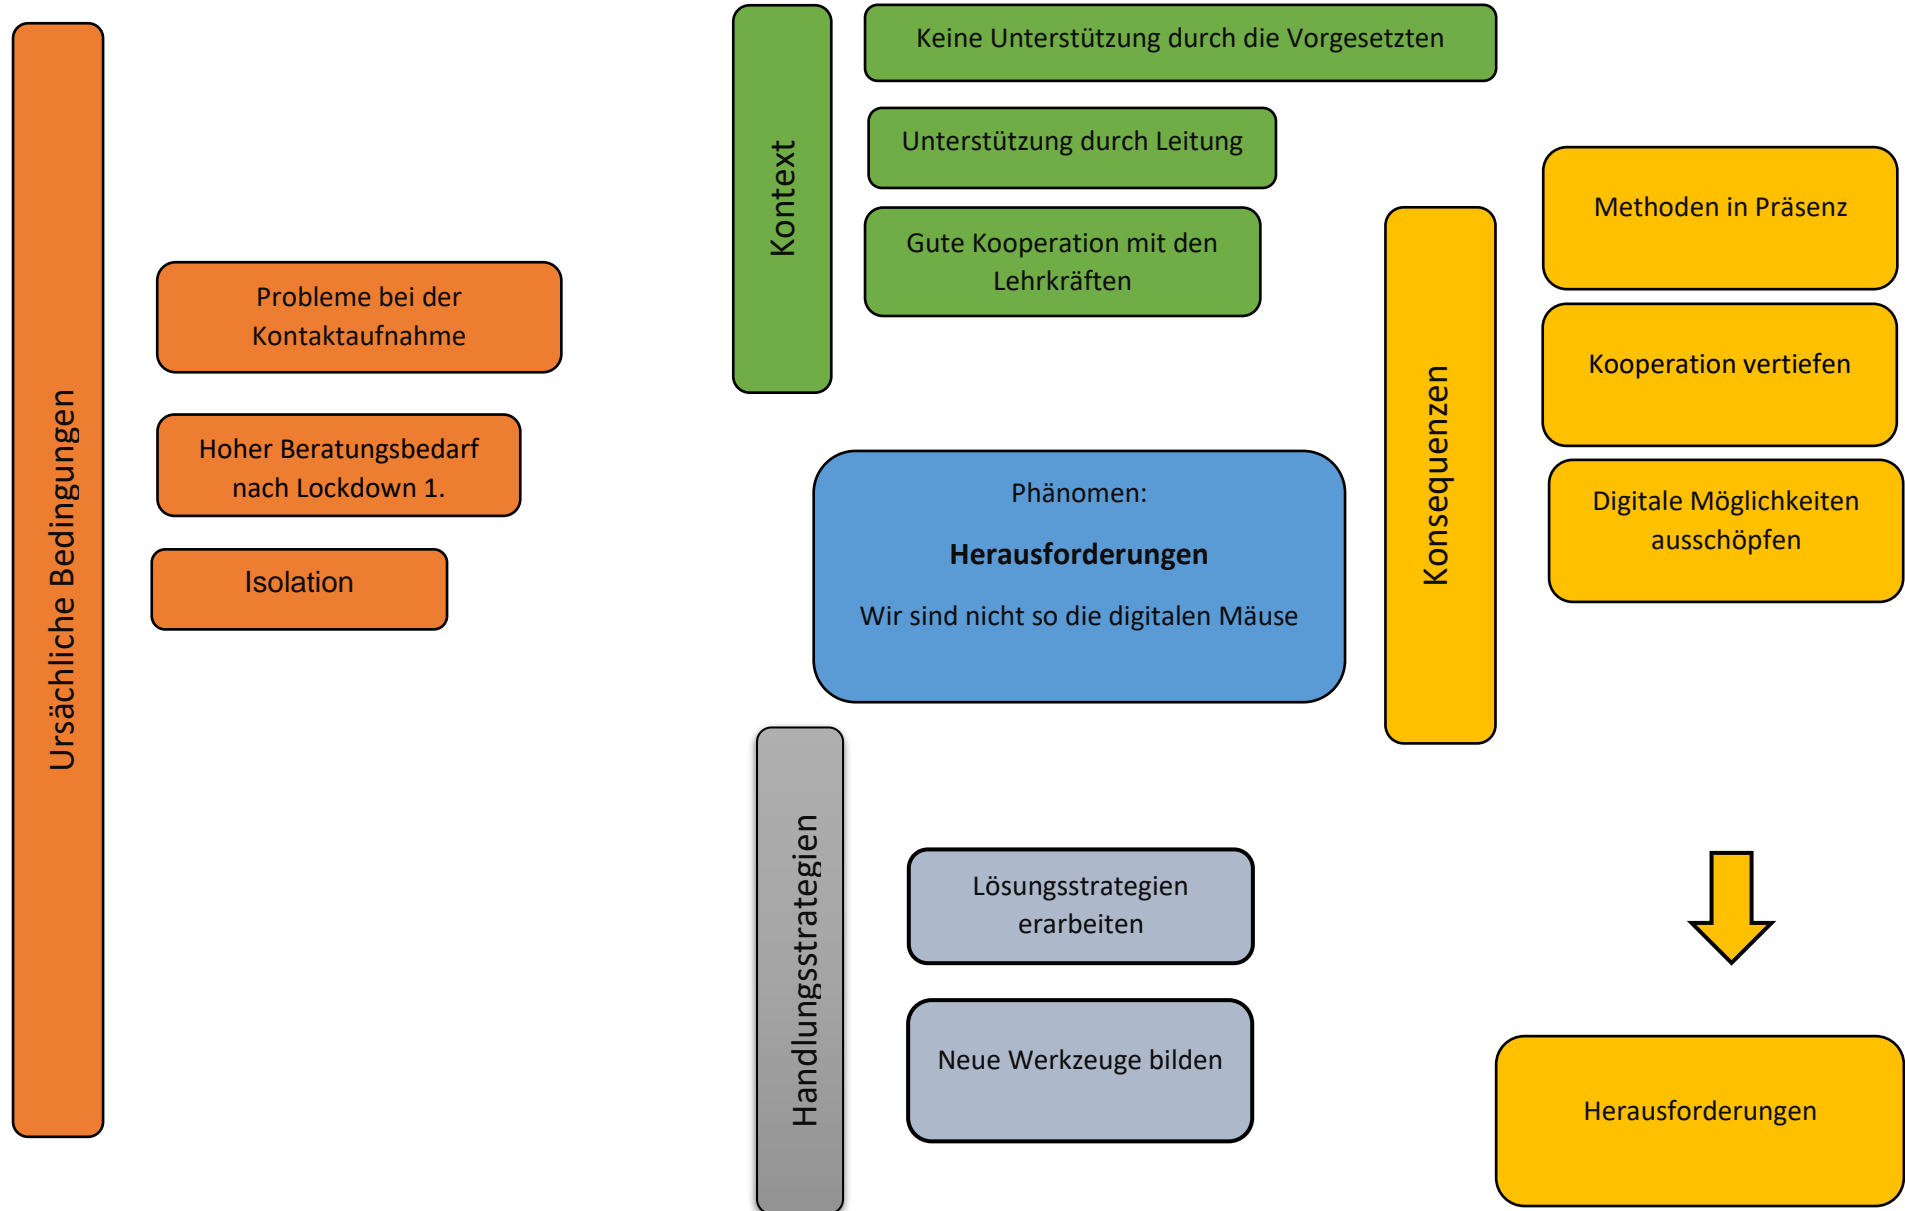 Ursächliche Bedingungen
Probleme bei der
Kontaktaufnahme
Hoher Beratungsbedarf
nach Lockdown 1.
Isolation
Kontext
Keine Unterstützung durch die Vorgesetzten
Unterstützung durch Leitung
Gute Kooperation mit den
Lehrkräften
Phänomen:
Herausforderungen
Wir sind nicht so die digitalen Mäuse
Handlungsstrategien
Lösungsstrategien
erarbeiten
Neue Werkzeuge bilden
Konsequenzen
Methoden in Präsenz
Kooperation vertiefen
Digitale Möglichkeiten
ausschöpfen
Herausforderungen